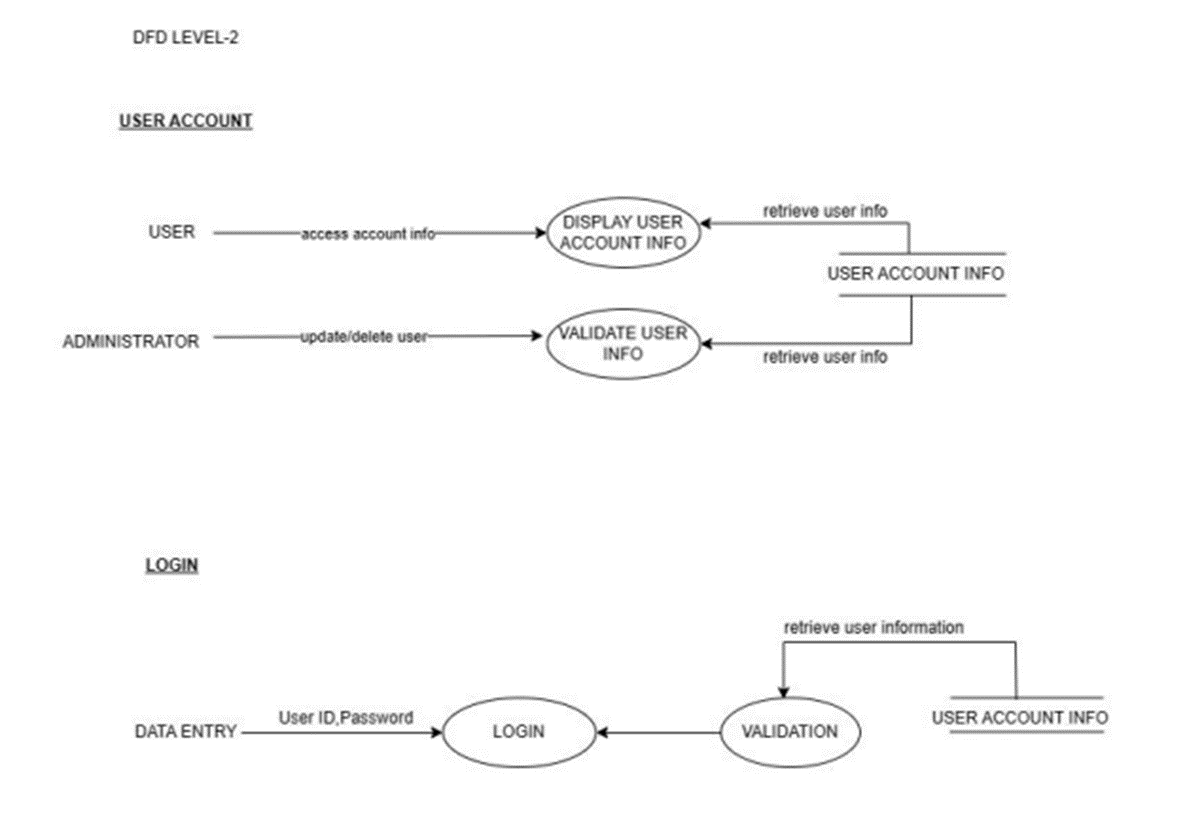 DFD LEVEL-2
USER ACCOUNT
retrieve user info
USER
access account info
DISPLAY USER
ACCOUNT INFO
USER ACCOUNT INFO
ADMINISTRATOR
update/delete user
VALIDATE USER
INFO
retrieve user info
LOGIN
retrieve user information
DATA ENTRY
User ID,Password
LOGIN
VALIDATION
USER ACCOUNT INFO